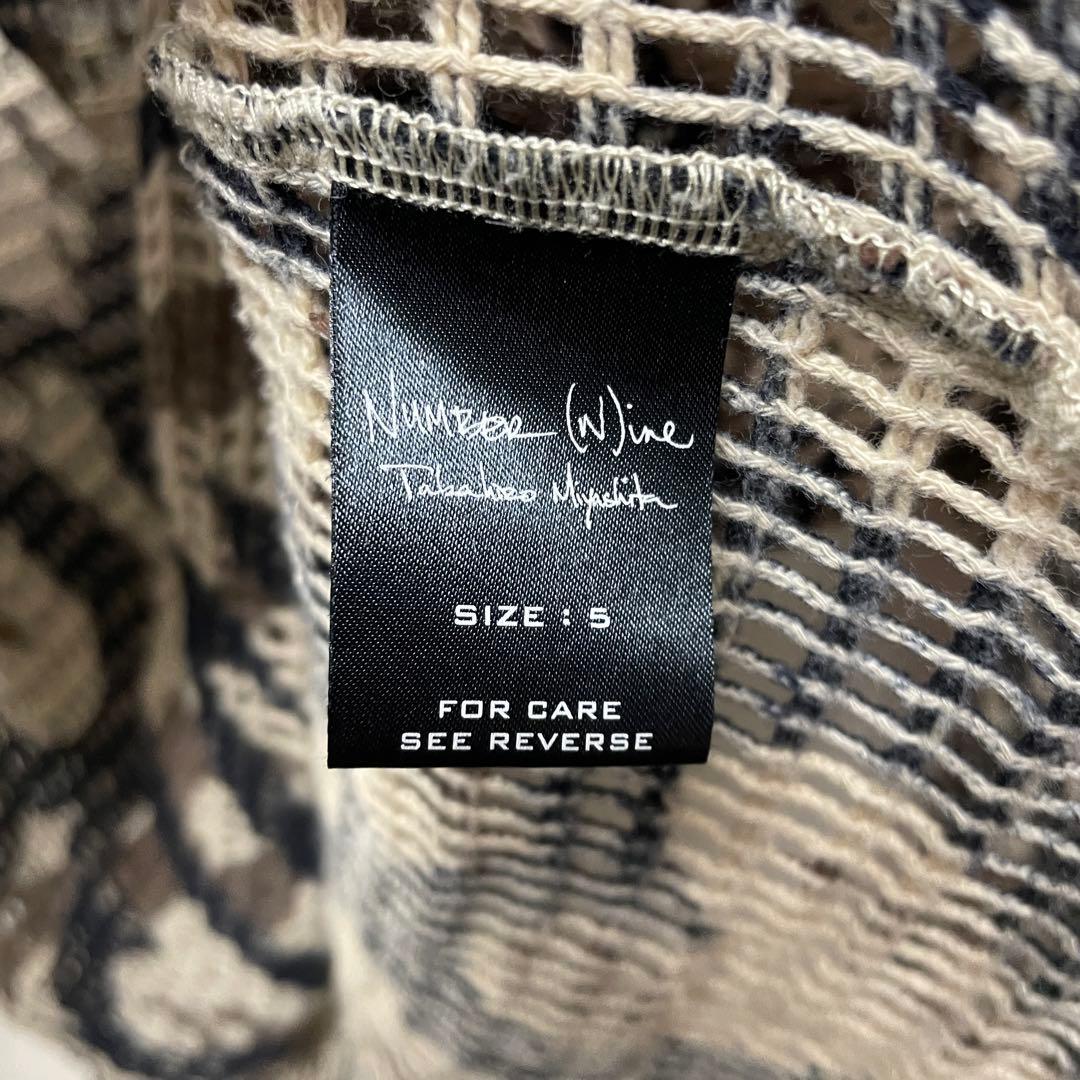 NUMBER (N)ine
Takahiro Miyashita
SIZE : 5
FOR CARE
SEE REVERSE